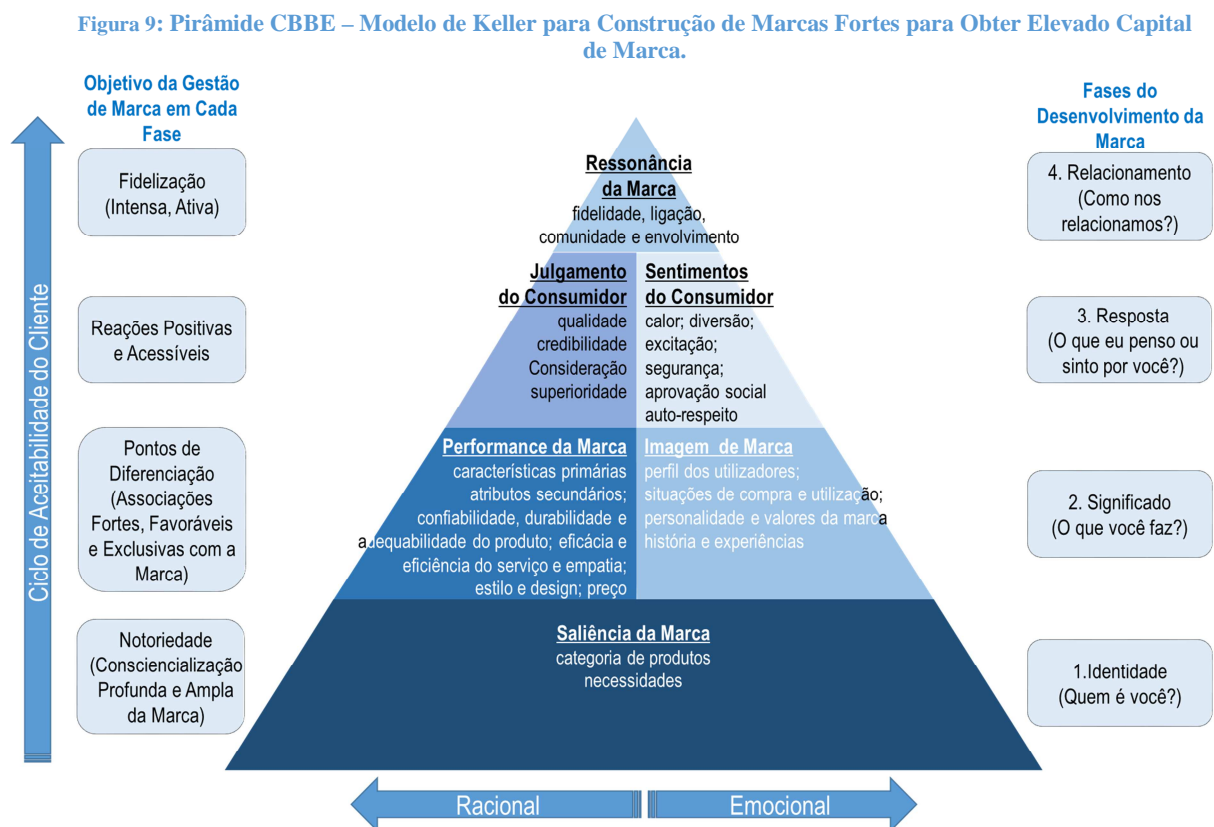 Figura 9: Pirâmide CBBE – Modelo de Keller para Construção de Marcas Fortes para Obter Elevado Capital
de Marca.
Objetivo da Gestão
de Marca em Cada
Fase
Fidelização
(Intensa, Ativa)
Reações Positivas
e Acessíveis
Pontos de
Diferenciação
(Associações
Fortes, Favoráveis
e Exclusivas com a
Marca)
Notoriedade
(Consciencialização
Profunda e Ampla
da Marca)
Ciclo de Aceitabilidade do Cliente
Ressonância
da Marca
fidelidade, ligação,
comunidade e envolvimento
Julgamento
do Consumidor
qualidade
credibilidade
Consideração
superioridade
Sentimentos
do Consumidor
calor; diversão;
excitação;
segurança;
aprovação social
auto-respeito
Performance da Marca
características primárias
atributos secundários;
confiabilidade, durabilidade e
adequabilidade do produto; eficácia e
eficiência do serviço e empatia;
estilo e design; preço
Imagem de Marca
perfil dos utilizadores;
situações de compra e utilização;
personalidade e valores da marca
história e experiências
Saliência da Marca
categoria de produtos
necessidades
Racional
Emocional
Fases do
Desenvolvimento da
Marca
4. Relacionamento
(Como nos
relacionamos?)
3. Resposta
(O que eu penso ou
sinto por você?)
2. Significado
(O que você faz?)
1.Identidade
(Quem é você?)